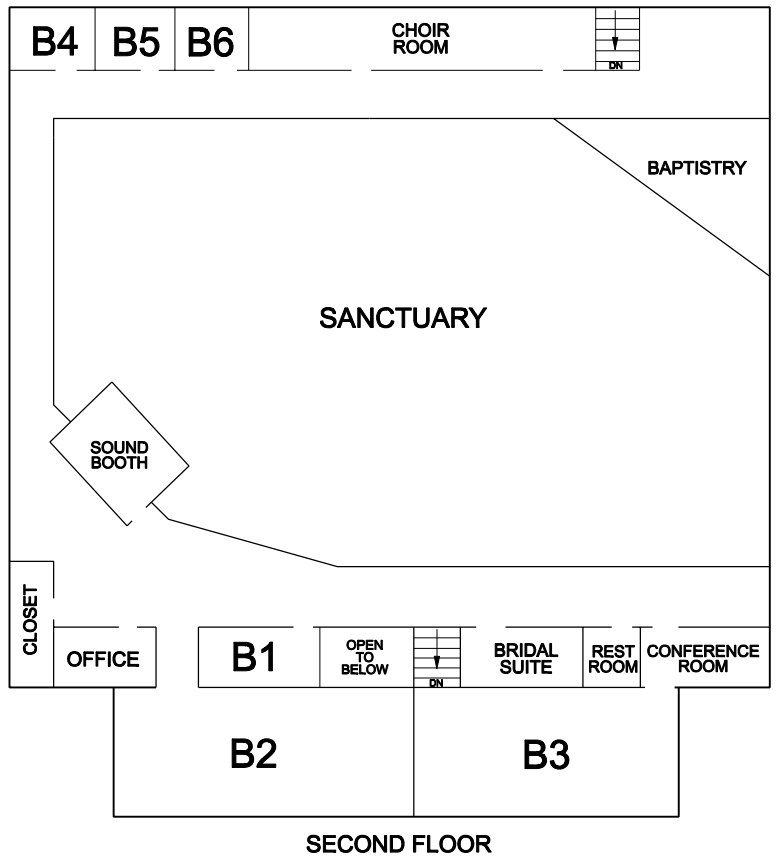 B4
B5
B6
CHOIR
ROOM
DN
BAPTISTRY
SANCTUARY
SOUND
BOOTH
CLOSET
OFFICE
B1
OPEN
TO
BELOW
DN
BRIDAL
SUITE
REST
ROOM
CONFERENCE
ROOM
B2
B3
SECOND FLOOR